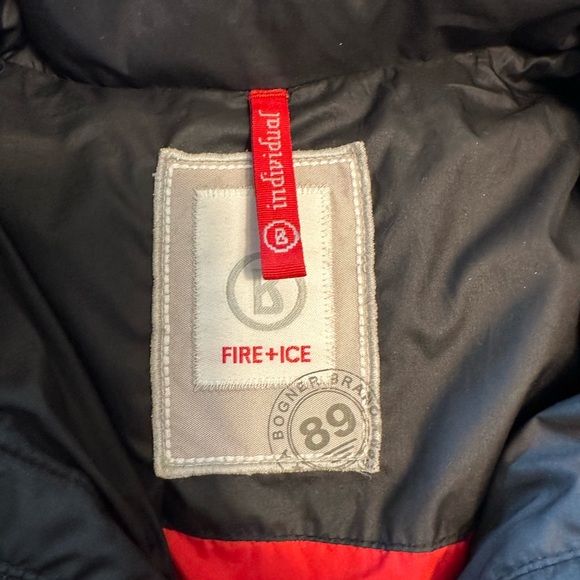 individual
B
B
FIRE+ICE
A BOGNER BRAND
89